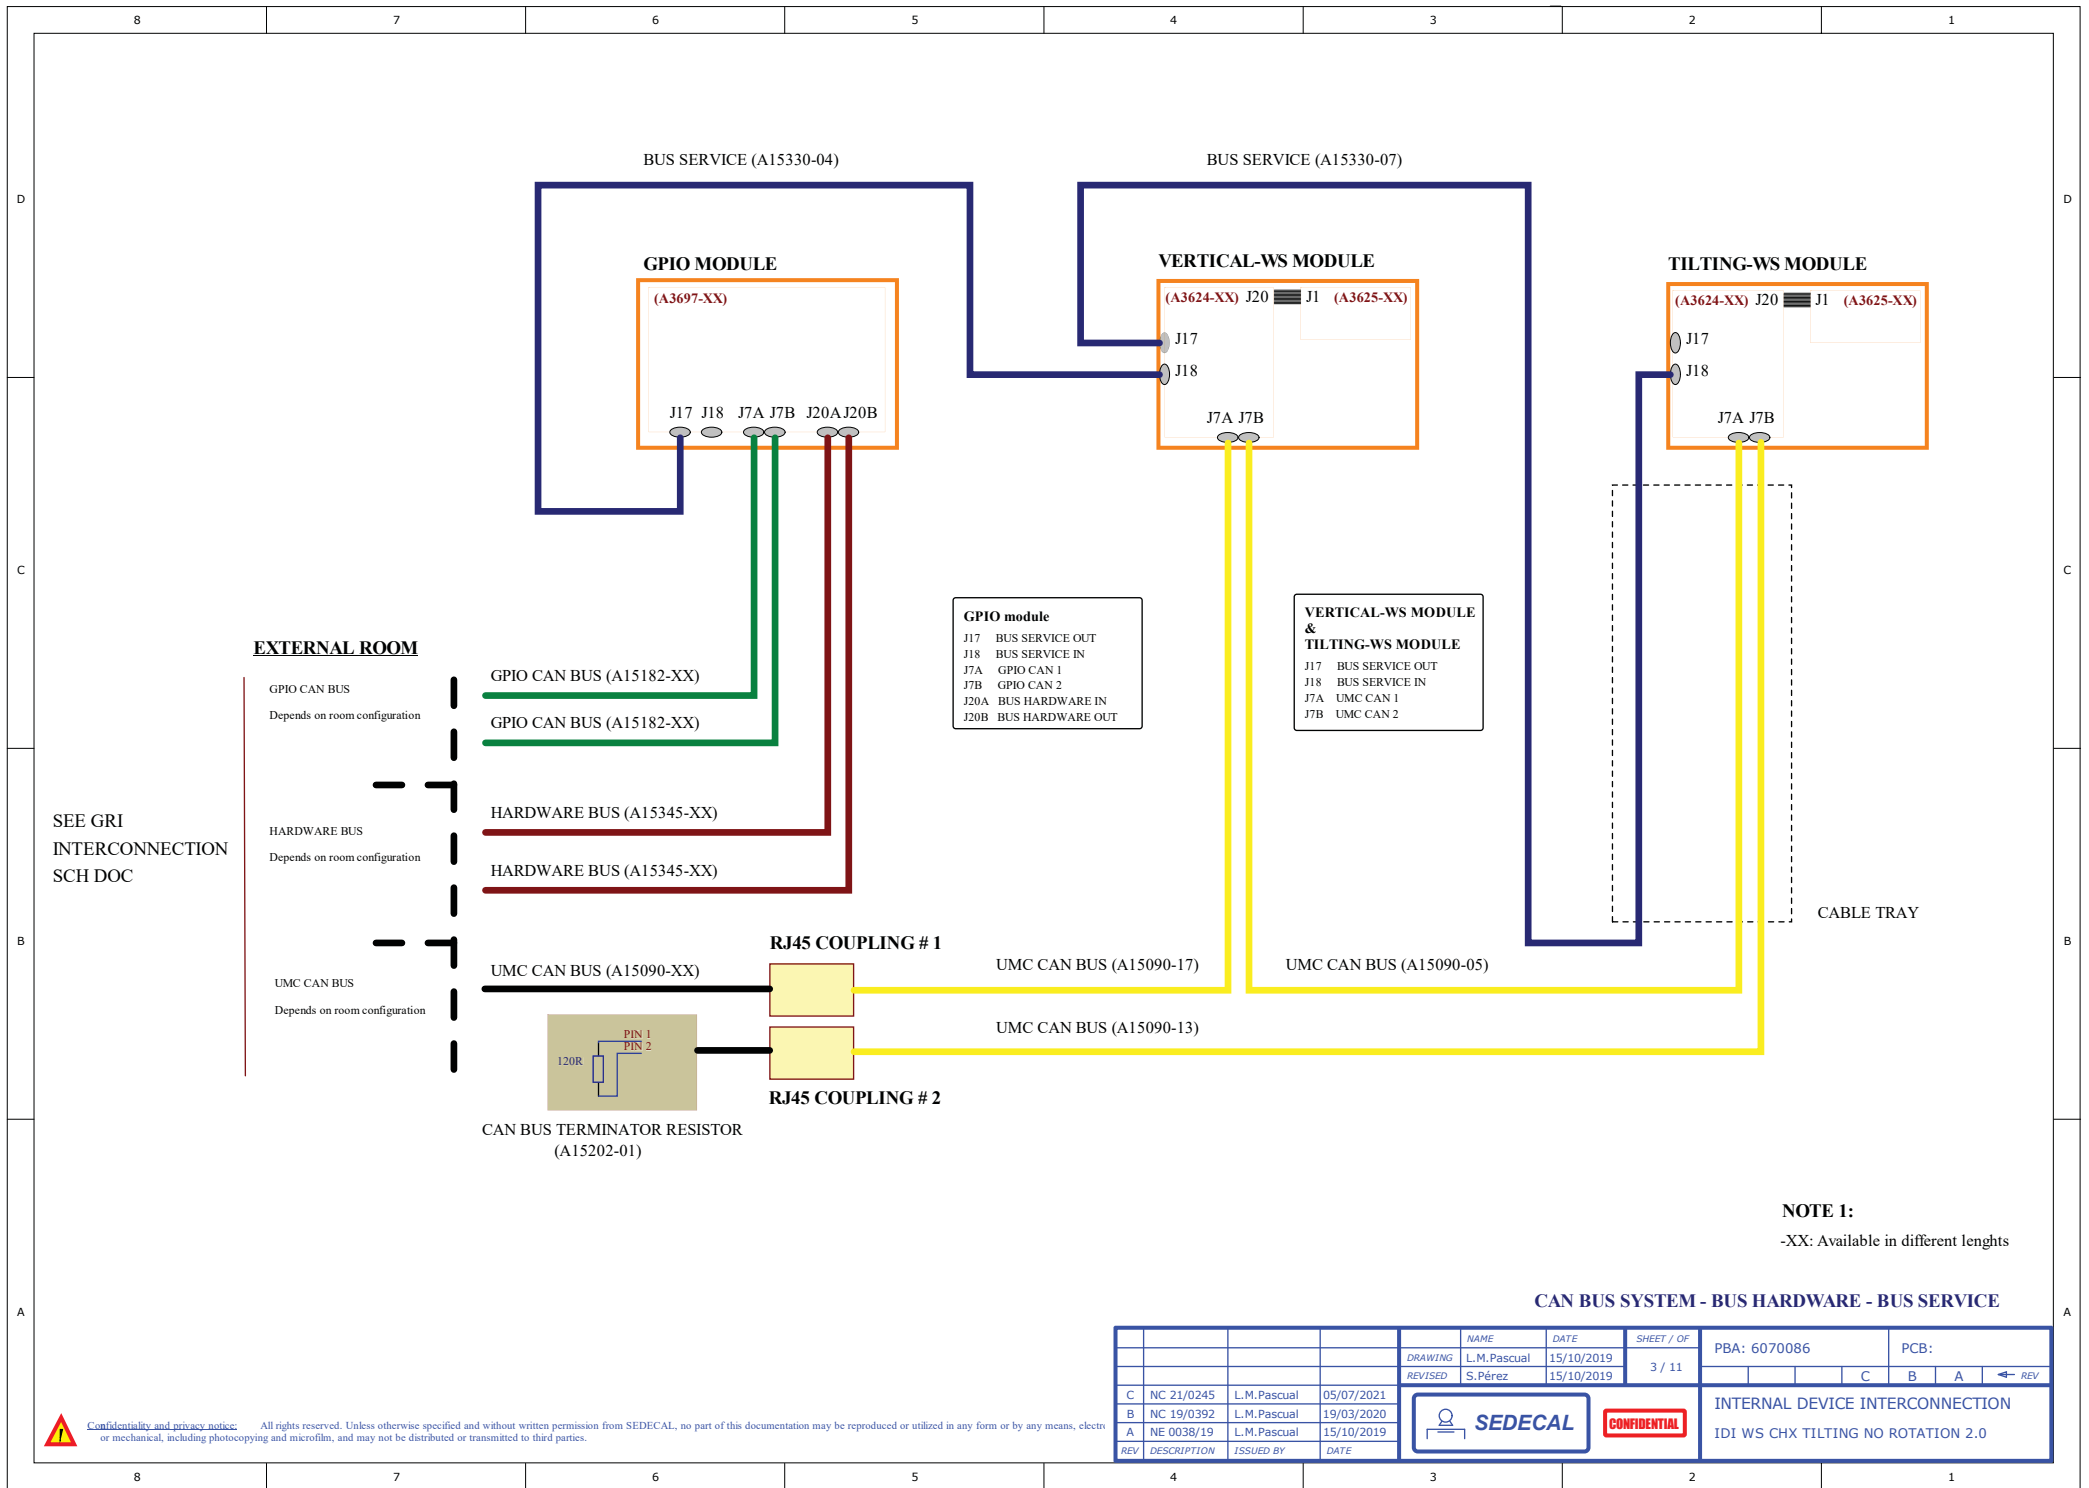 8 7 6 5 4 3 2 1
D
D
BUS SERVICE (A15330-04)
BUS SERVICE (A15330-07)
GPIO MODULE
(A3697-XX)
J17 J18 J7A J7B J20A J20B
VERTICAL-WS MODULE
(A3624-XX) J20 J1 (A3625-XX)
J17
J18
J7A J7B
TILTING-WS MODULE
(A3624-XX) J20 J1 (A3625-XX)
J17
J18
J7A J7B
C
C
GPIO module
J17 BUS SERVICE OUT
J18 BUS SERVICE IN
J7A GPIO CAN 1
J7B GPIO CAN 2
J20A BUS HARDWARE IN
J20B BUS HARDWARE OUT
VERTICAL-WS MODULE
&
TILTING-WS MODULE
J17 BUS SERVICE OUT
J18 BUS SERVICE IN
J7A UMC CAN 1
J7B UMC CAN 2
EXTERNAL ROOM
GPIO CAN BUS
Depends on room configuration
GPIO CAN BUS (A15182-XX)
GPIO CAN BUS (A15182-XX)
SEE GRI
INTERCONNECTION
SCH DOC
HARDWARE BUS
Depends on room configuration
HARDWARE BUS (A15345-XX)
HARDWARE BUS (A15345-XX)
CABLE TRAY
B
B
UMC CAN BUS
Depends on room configuration
UMC CAN BUS (A15090-XX)
RJ45 COUPLING # 1
UMC CAN BUS (A15090-17)
UMC CAN BUS (A15090-05)
UMC CAN BUS (A15090-13)
PIN 1
PIN 2
120R
RJ45 COUPLING # 2
CAN BUS TERMINATOR RESISTOR
(A15202-01)
NOTE 1:
-XX: Available in different lenghts
A
A
CAN BUS SYSTEM - BUS HARDWARE - BUS SERVICE
NAME DATE SHEET / OF
DRAWING L.M.Pascual 15/10/2019
REVISED S.Pérez 15/10/2019
3 / 11
PBA: 6070086 PCB:
C B A REV
C NC 21/0245 L.M.Pascual 05/07/2021
B NC 19/0392 L.M.Pascual 19/03/2020
A NE 0038/19 L.M.Pascual 15/10/2019
REV DESCRIPTION ISSUED BY DATE
SEDECAL
CONFIDENTIAL
INTERNAL DEVICE INTERCONNECTION
IDI WS CHX TILTING NO ROTATION 2.0
Confidentiality and privacy notice: All rights reserved. Unless otherwise specified and without written permission from SEDECAL, no part of this documentation may be reproduced or utilized in any form or by any means, electro
or mechanical, including photocopying and microfilm, and may not be distributed or transmitted to third parties.
8 7 6 5 4 3 2 1